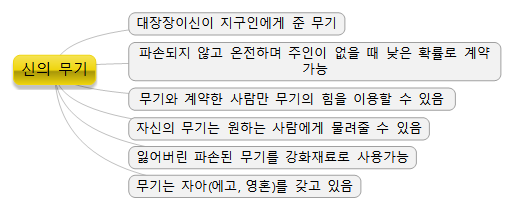 신의 무기
대장장이신이 지구인에게 준 무기
파손되지 않고 온전하며 주인이 없을 때 낮은 확률로 계약
가능
무기와 계약한 사람만 무기의 힘을 이용할 수 있음
자신의 무기는 원하는 사람에게 물려줄 수 있음
잃어버린 파손된 무기를 강화재료로 사용가능
무기는 자아(에고, 영혼)를 갖고 있음